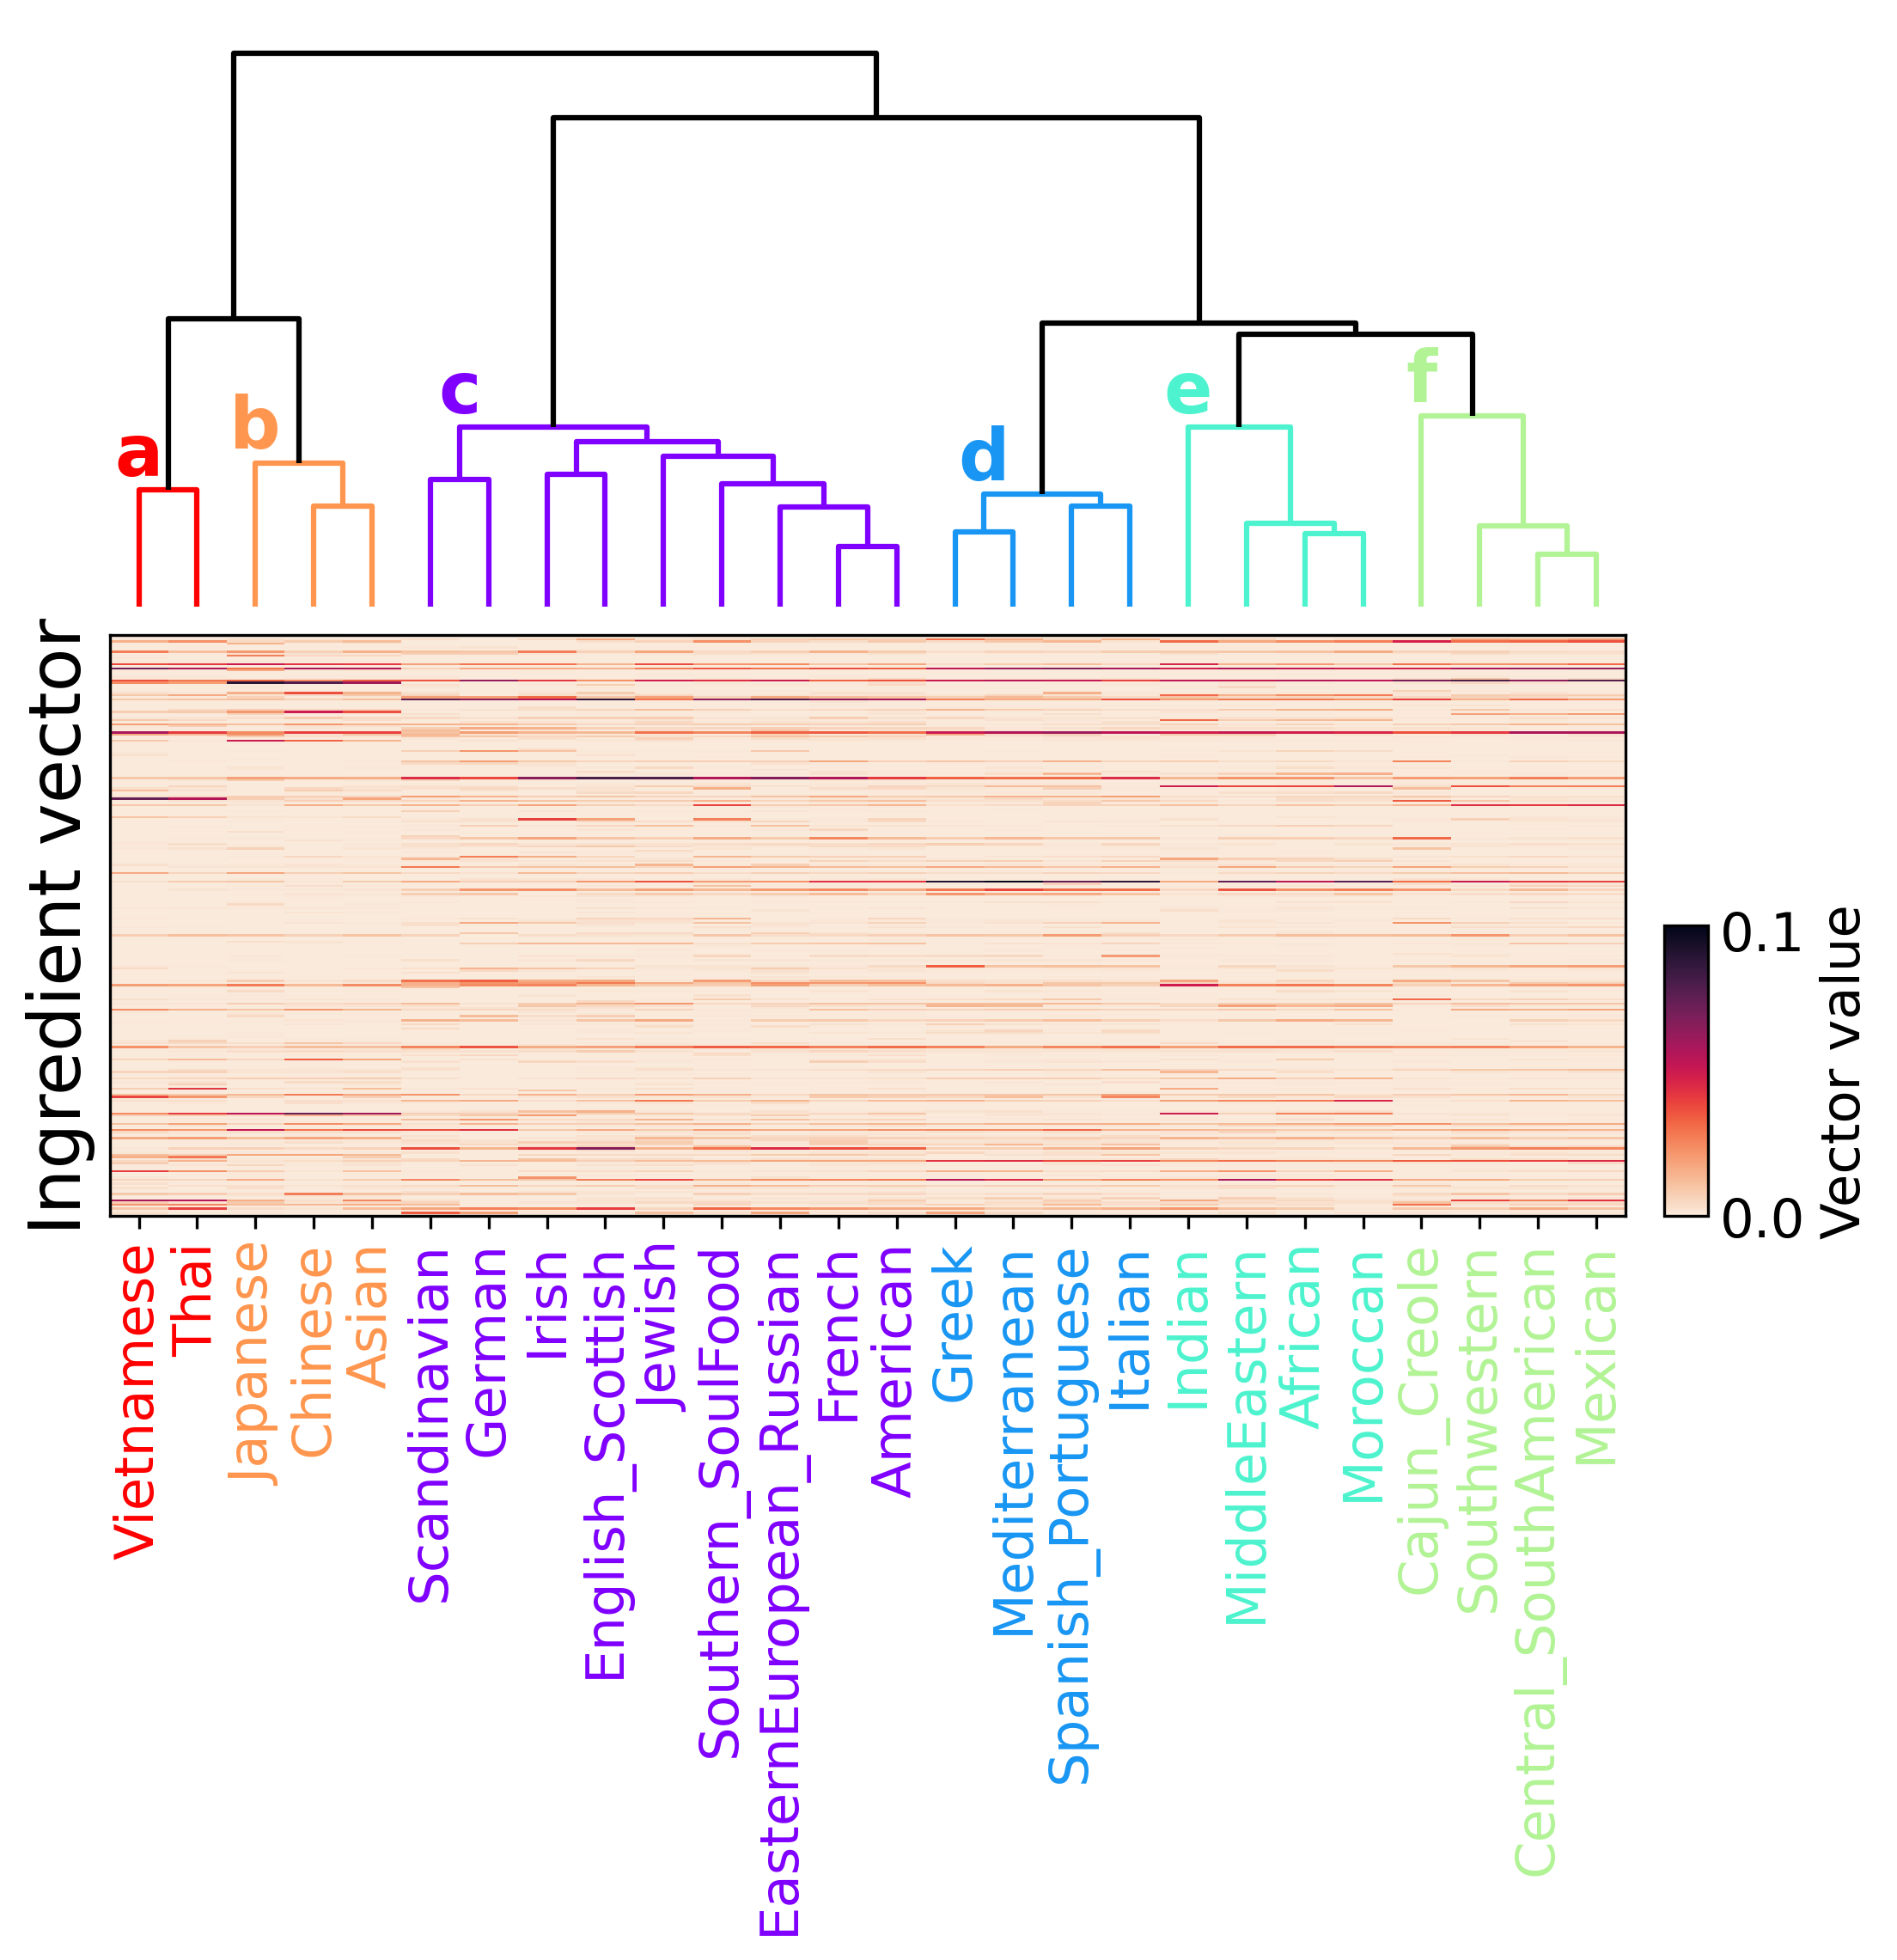 a
b
c
d
e
f
Ingredient vector
0.1
0.0
Vector value
Vietnamese
Thai
Japanese
Chinese
Asian
Scandinavian
German
Irish
English_Scottish
Jewish
Southern_SoulFood
EasternEuropean_Russian
French
American
Greek
Mediterranean
Spanish_Portuguese
Italian
Indian
MiddleEastern
African
Moroccan
Cajun_Creole
Southwestern
Central_SouthAmerican
Mexican